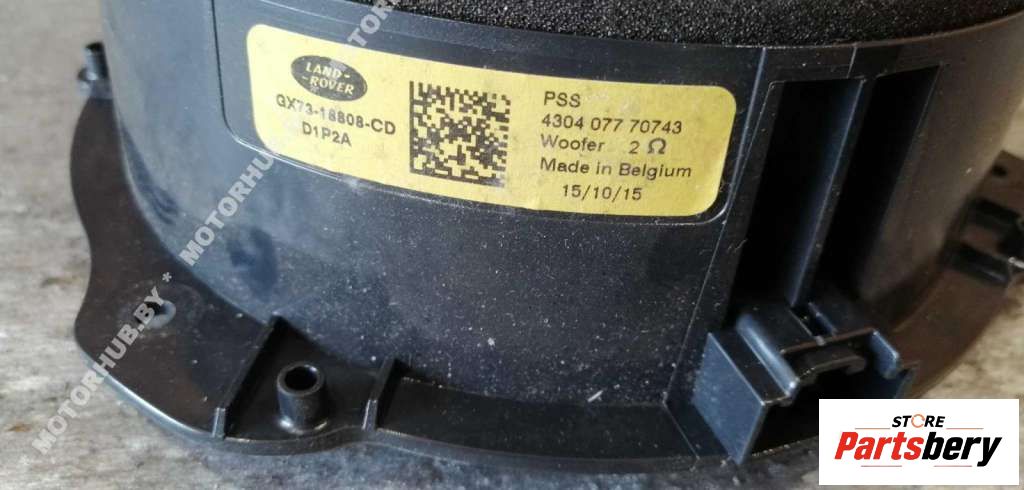 LAND-
-ROVER
GX73-18808-CD
D1P2A
PSS
4304 077 70743
Woofer 2 Ω
Made in Belgium
15/10/15
MOTORHUB.BY * MOTORHUB.BY * MOTORHUB
STORE
Partsbery